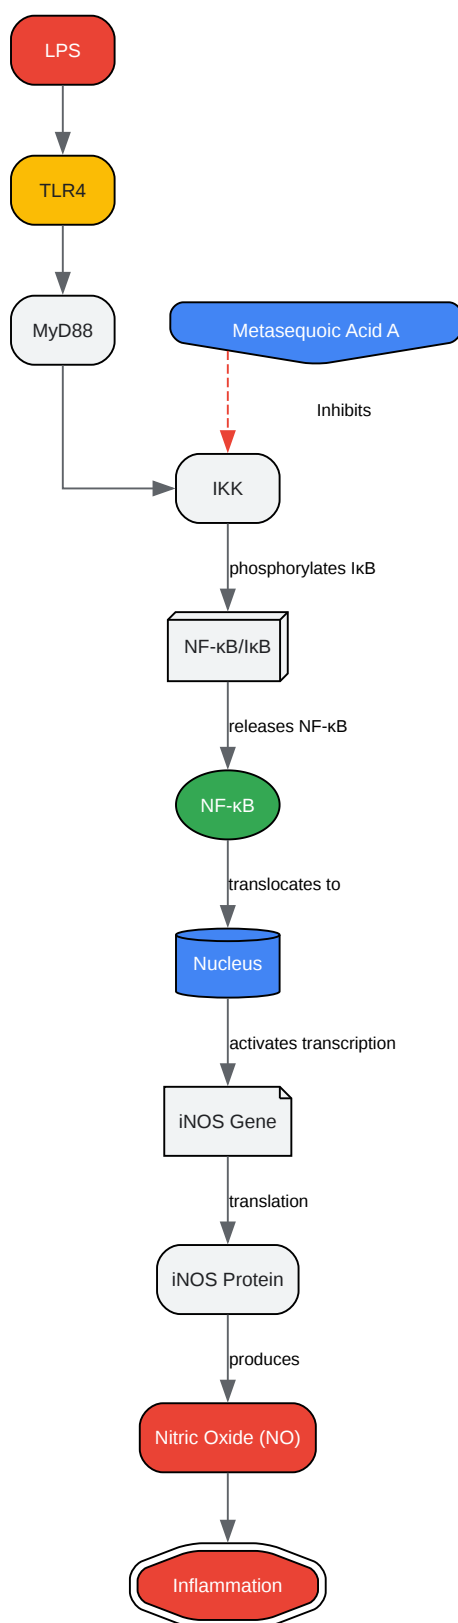 LPS
TLR4
MyD88
Metasequoic Acid A
Inhibits
IKK
phosphorylates IκB
NF-κB/IκB
releases NF-κB
NF-κB
translocates to
Nucleus
activates transcription
iNOS Gene
translation
iNOS Protein
produces
Nitric Oxide (NO)
Inflammation